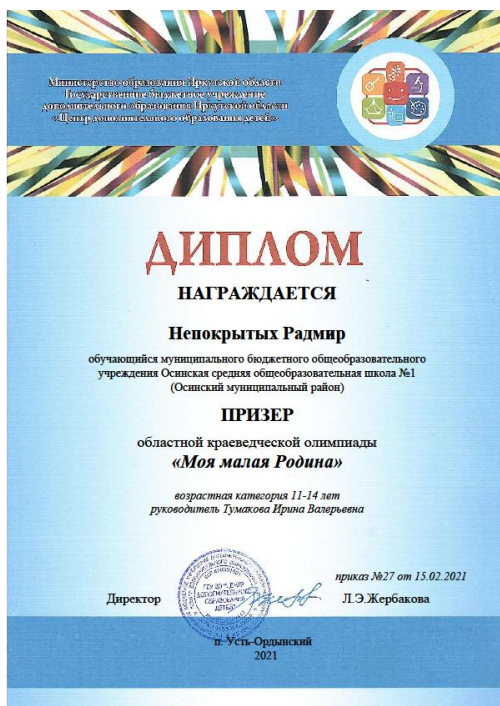 Министерство образования Иркутской области
Государственное бюджетное учреждение
дополнительного образования Иркутской области
«Центр дополнительного образования детей»
ДИПЛОМ
НАГРАЖДАЕТСЯ
Непокрытых Радмир
обучающийся муниципального бюджетного общеобразовательного
учреждения Осинская средняя общеобразовательная школа №1
(Осинский муниципальный район)
ПРИЗЕР
областной краеведческой олимпиады
«Моя малая Родина»
возрастная категория 11-14 лет
руководитель Тумакова Ирина Валерьевна
приказ №27 от 15.02.2021
Директор
Л.Э.Жербакова
п. Усть-Ордынский
2021